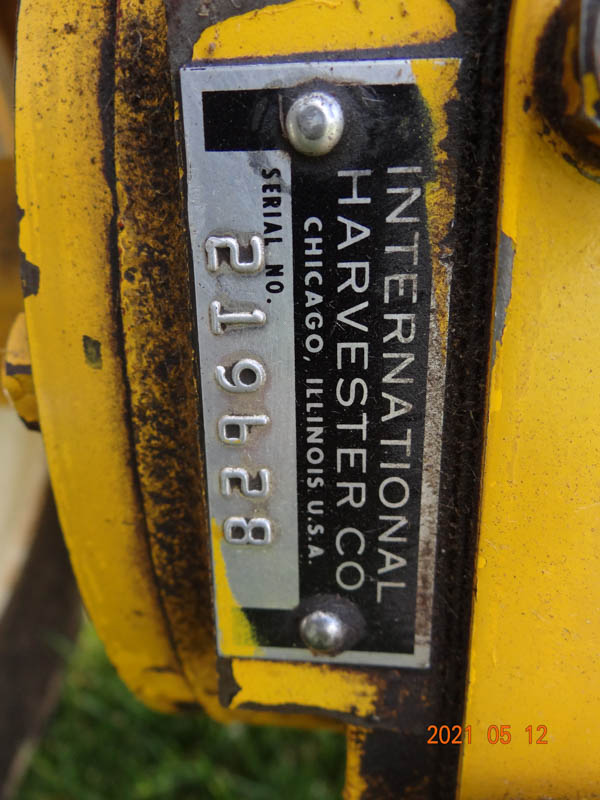 INTERNATIONAL
HARVESTER CO
CHICAGO, ILLINOIS U.S.A.
SERIAL NO.
219628
2021 05 12